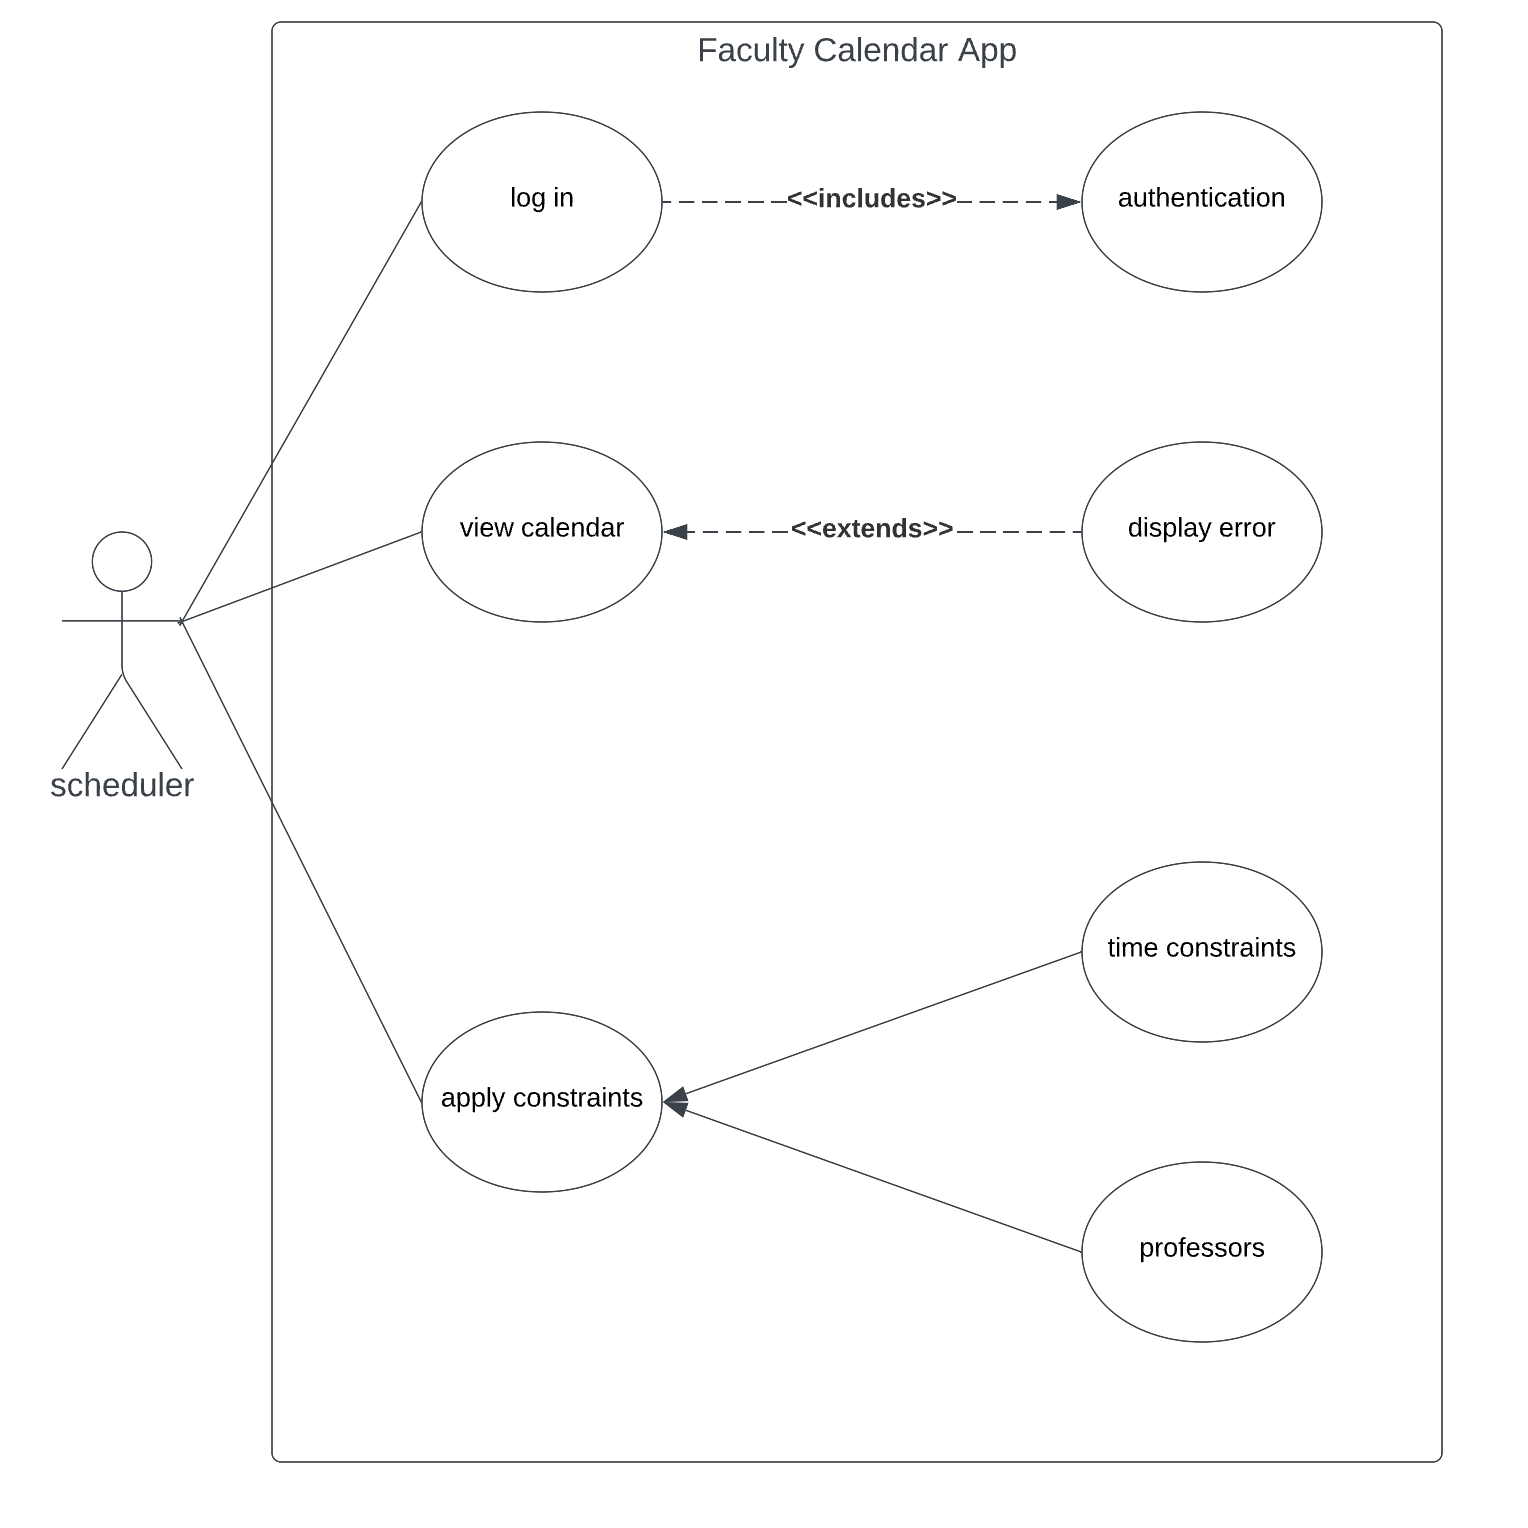 Faculty Calendar App
log in
<<includes>>
authentication
view calendar
<<extends>>
display error
scheduler
time constraints
apply constraints
professors